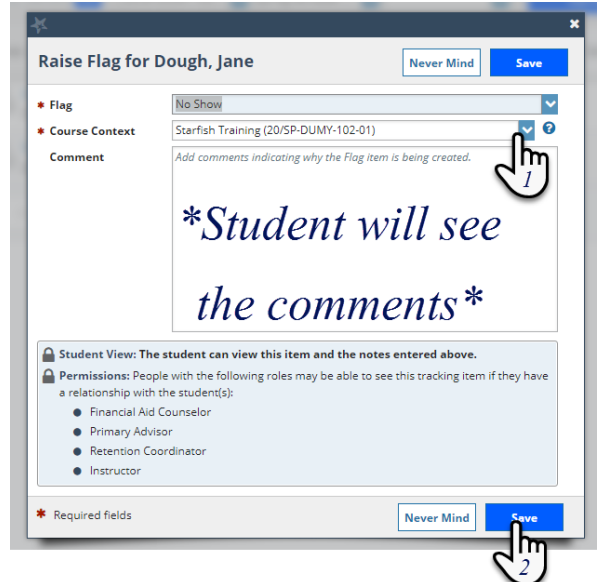 Raise Flag for Dough, Jane
Never Mind
Save
* Flag
No Show
* Course Context
Starfish Training (20/SP-DUMY-102-01)
1
Comment
Add comments indicating why the Flag item is being created.
*Student will see
the comments*
Student View: The student can view this item and the notes entered above.
Permissions: People with the following roles may be able to see this tracking item if they have
a relationship with the student(s):
● Financial Aid Counselor
● Primary Advisor
● Retention Coordinator
● Instructor
* Required fields
Never Mind
Save
2